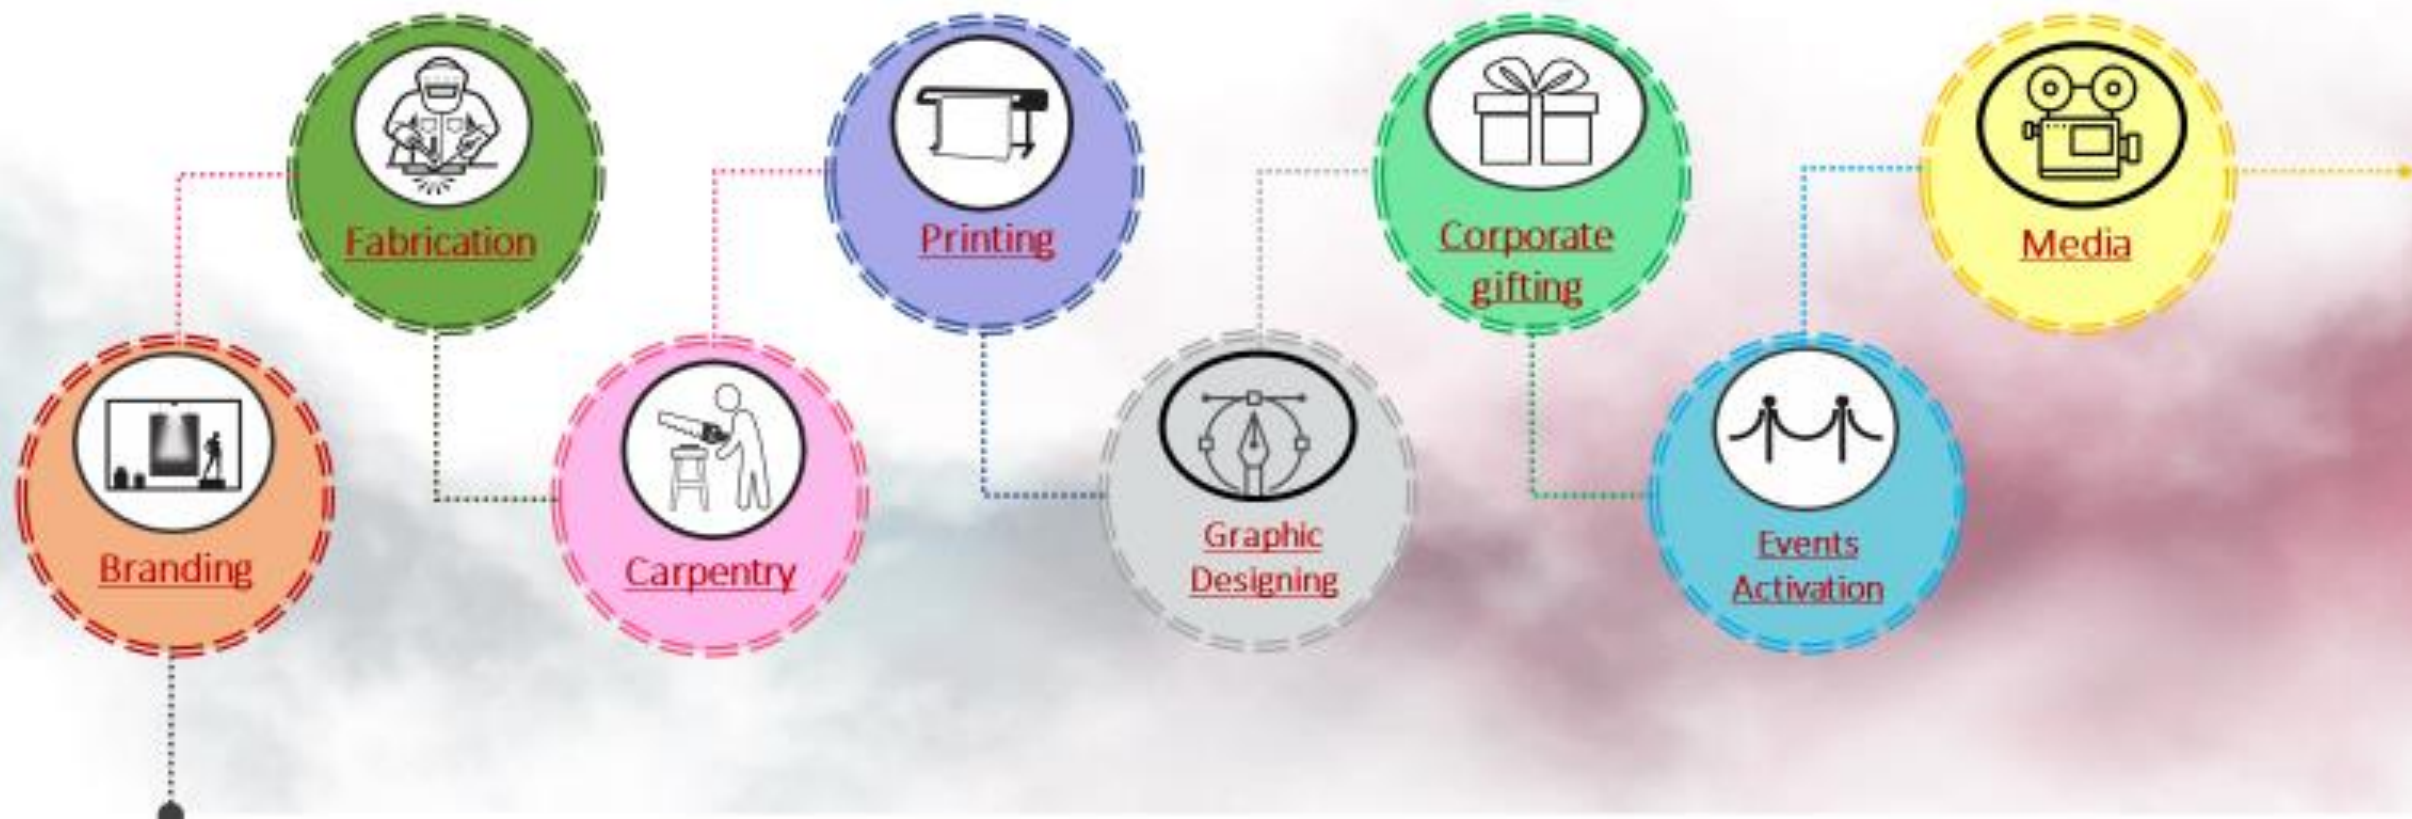 Branding
Fabrication
Carpentry
Printing
Graphic
Designing
Corporate
gifting
Events
Activation
Media